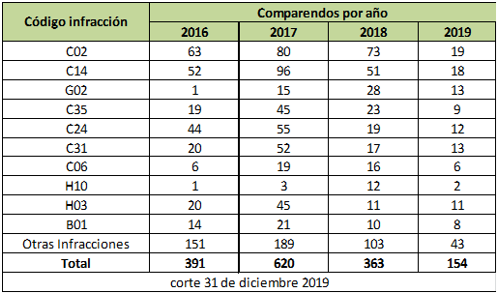 Código infracción Comparendos por año
2016 2017 2018 2019
C02 63 80 73 19
C14 52 96 51 18
G02 1 15 28 13
C35 19 45 23 9
C24 44 55 19 12
C31 20 52 17 13
C06 6 19 16 6
H10 1 3 12 2
H03 20 45 11 11
B01 14 21 10 8
Otras Infracciones 151 189 103 43
Total 391 620 363 154
corte 31 de diciembre 2019